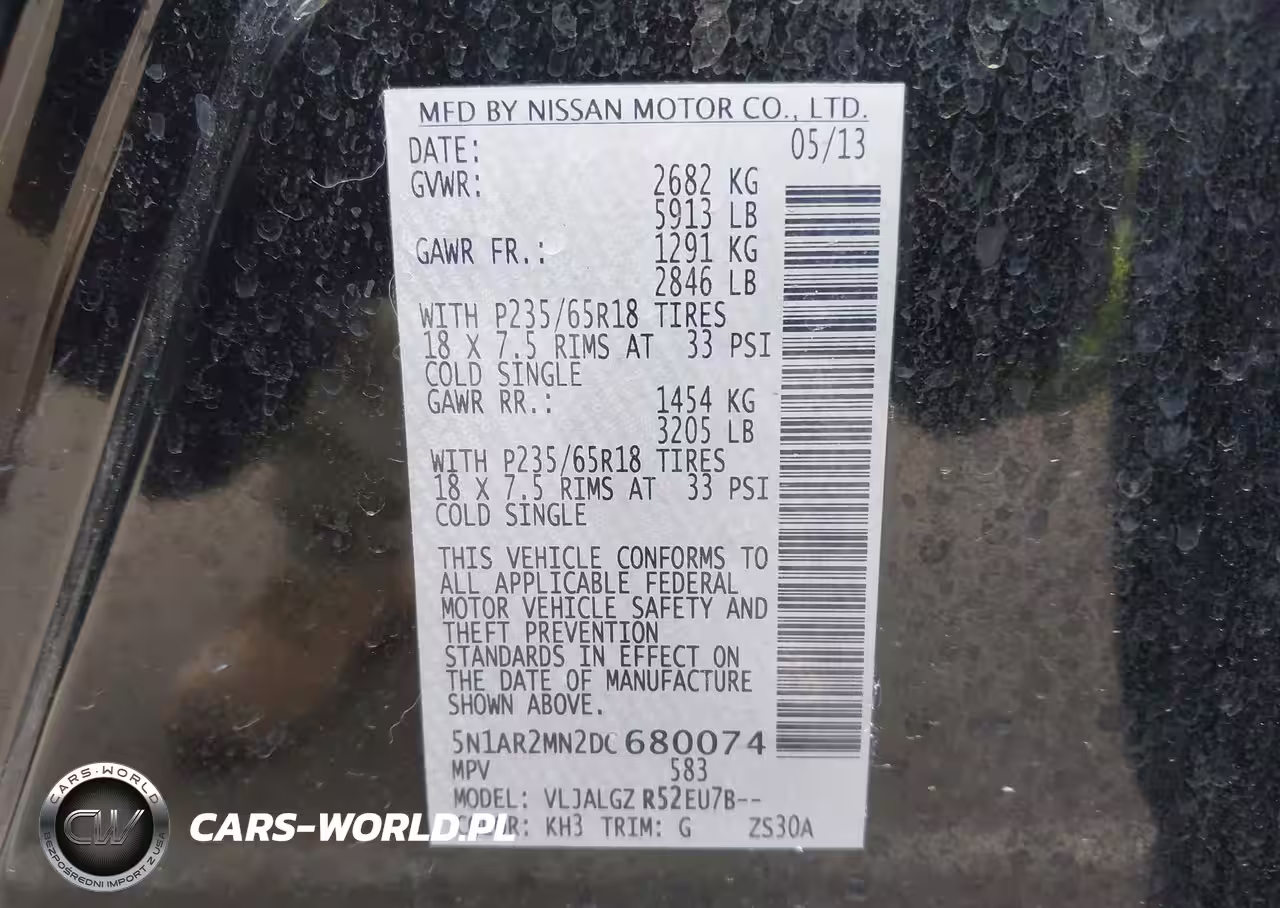 MFD BY NISSAN MOTOR CO., LTD.
DATE: 05/13
GVWR: 2682 KG
5913 LB
GAWR FR.: 1291 KG
2846 LB
WITH P235/65R18 TIRES
18 X 7.5 RIMS AT 33 PSI
COLD SINGLE
GAWR RR.: 1454 KG
3205 LB
WITH P235/65R18 TIRES
18 X 7.5 RIMS AT 33 PSI
COLD SINGLE
THIS VEHICLE CONFORMS TO
ALL APPLICABLE FEDERAL
MOTOR VEHICLE SAFETY AND
THEFT PREVENTION
STANDARDS IN EFFECT ON
THE DATE OF MANUFACTURE
SHOWN ABOVE.
5N1AR2MN2DC680074
MPV 583
MODEL: VLJALGZ R52EU7B--
KH3 TRIM: G ZS30A
CARS-WORLD
CW
BEZPOŚREDNI IMPORT Z USA
CARS-WORLD.PL